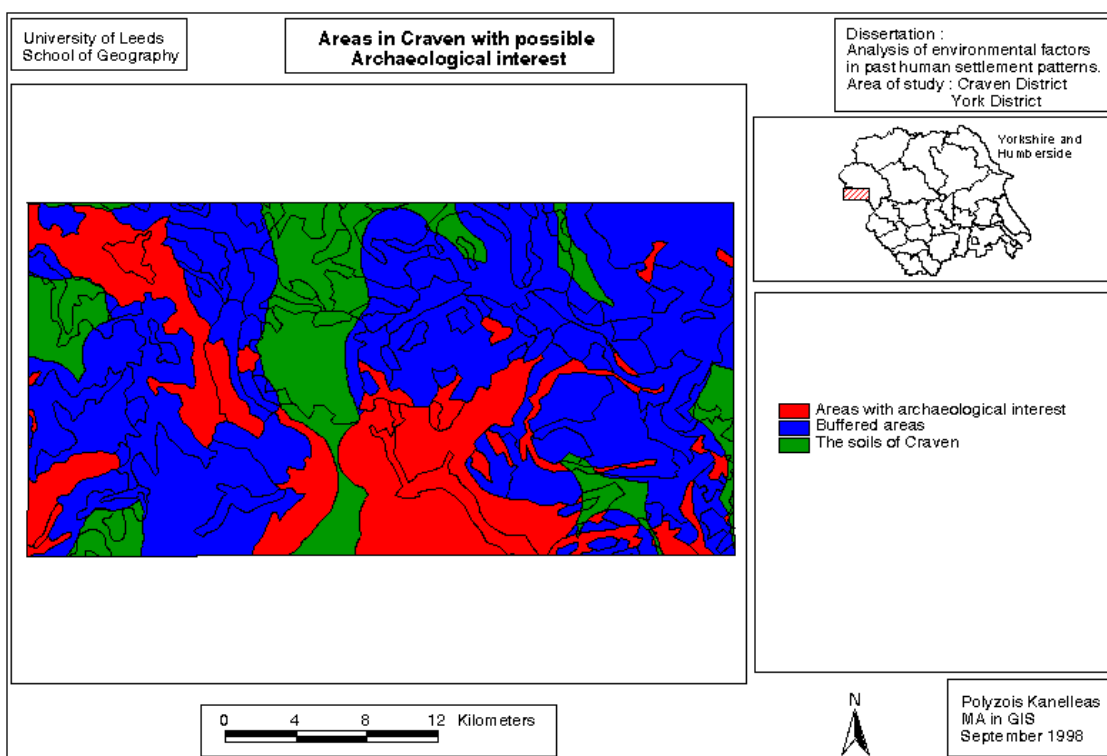 University of Leeds
School of Geography
Areas in Craven with possible
Archaeological interest
Dissertation :
Analysis of environmental factors
in past human settlement patterns.
Area of study : Craven District
York District
Yorkshire and
Humberside
Areas with archaeological interest
Buffered areas
The soils of Craven
0 4 8 12 Kilometers
N
Polyzois Kanelleas
MA in GIS
September 1998